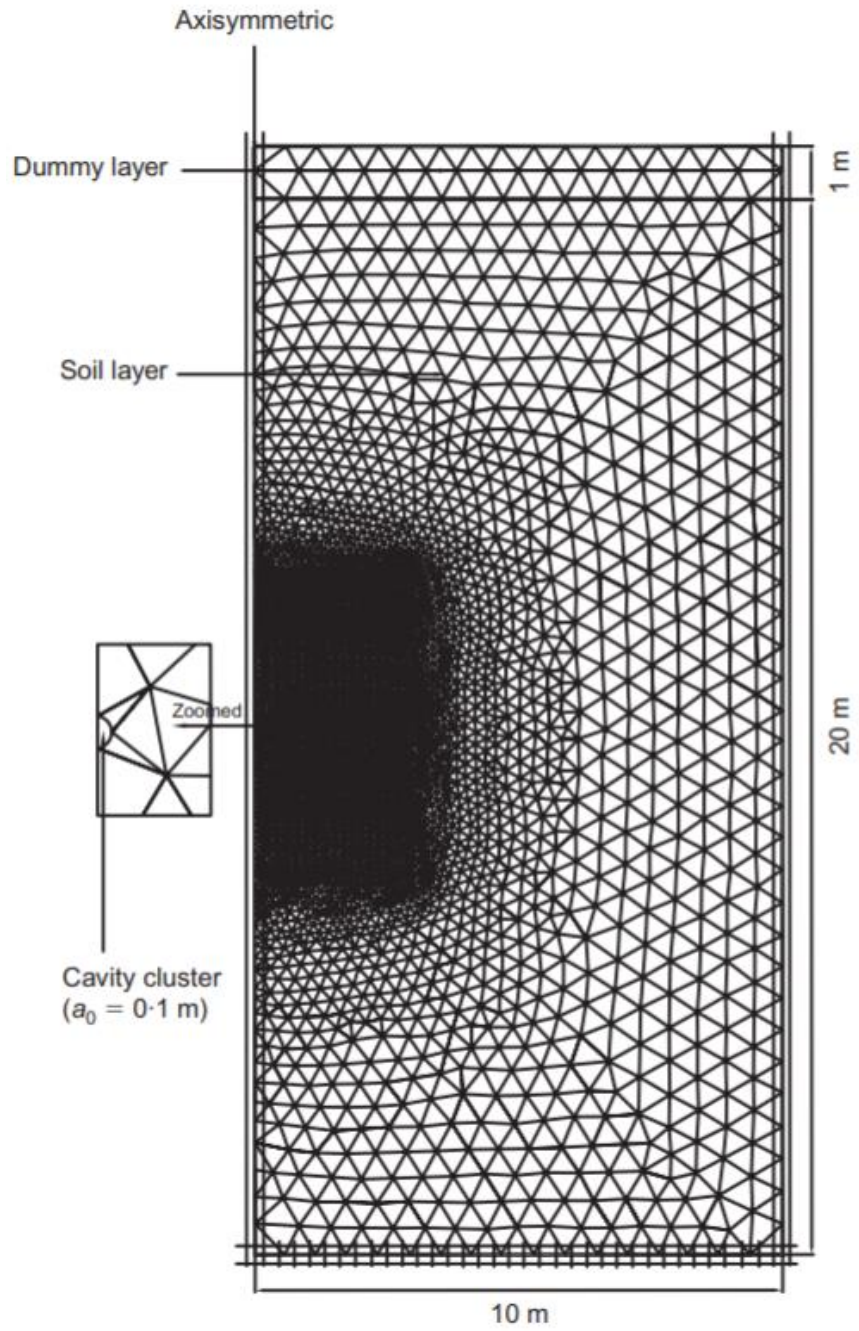 Axisymmetric
Dummy layer
1 m
Soil layer
Zoomed
20 m
Cavity cluster
(a₀ = 0·1 m)
10 m